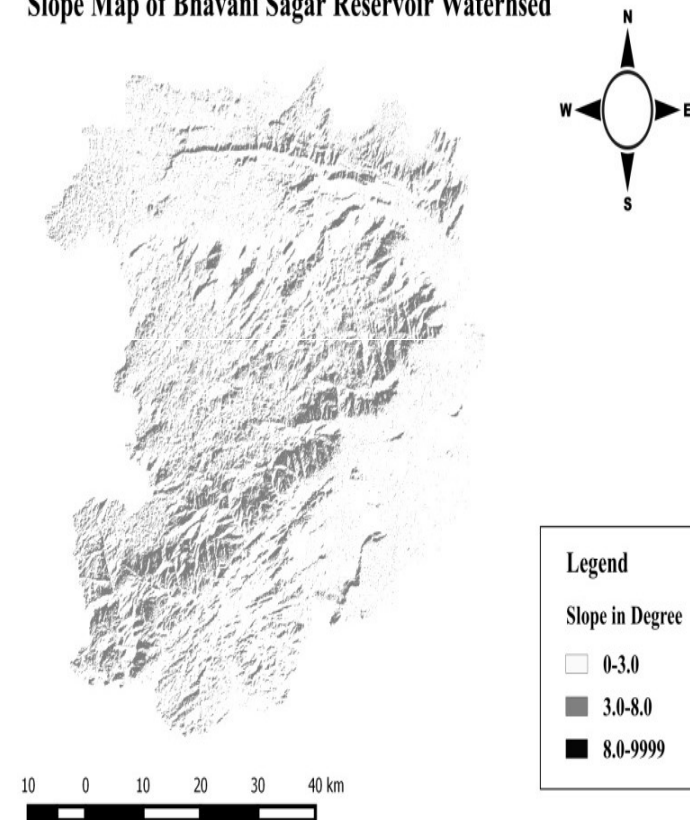 Slope Map of Bhavani Sagar Reservoir Waternsed
N
W E
S
Legend
Slope in Degree
0-3.0
3.0-8.0
8.0-9999
10 0 10 20 30 40 km